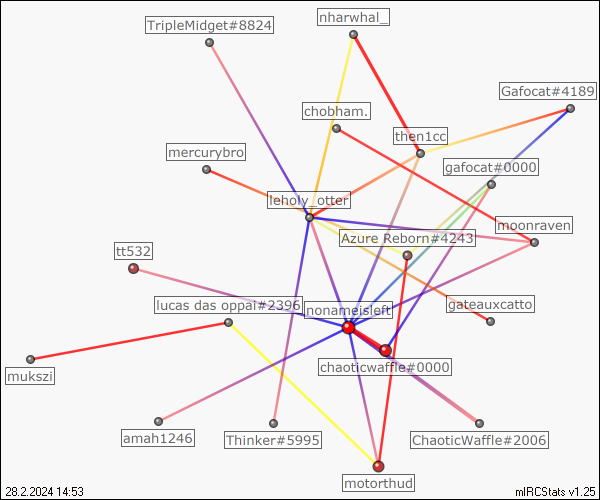 nharwhal_
TripleMidget#8824
Gafocat#4189
chobham.
then1cc
mercurybro
gafocat#0000
leholy_otter
moonraven
Azure Reborn#4243
tt532
lucas das oppai#2396
nonameisleft
gateauxcatto
chaoticwaffle#0000
mukszi
amah1246
Thinker#5995
ChaoticWaffle#2006
motorthud
28.2.2024 14:53
mIRCStats v1.25